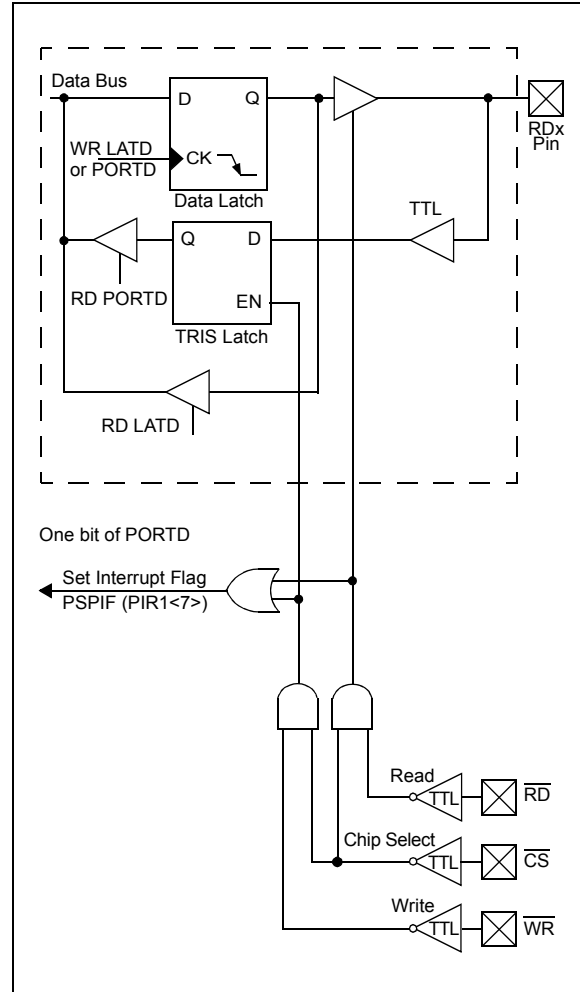 Data Bus
D
Q
WR LATD
or PORTD
CK
Data Latch
RDx
Pin
TTL
Q
D
RD PORTD
EN
TRIS Latch
RD LATD
One bit of PORTD
Set Interrupt Flag
PSPIF (PIR1<7>)
Read
TTL
RD
Chip Select
TTL
CS
Write
TTL
WR